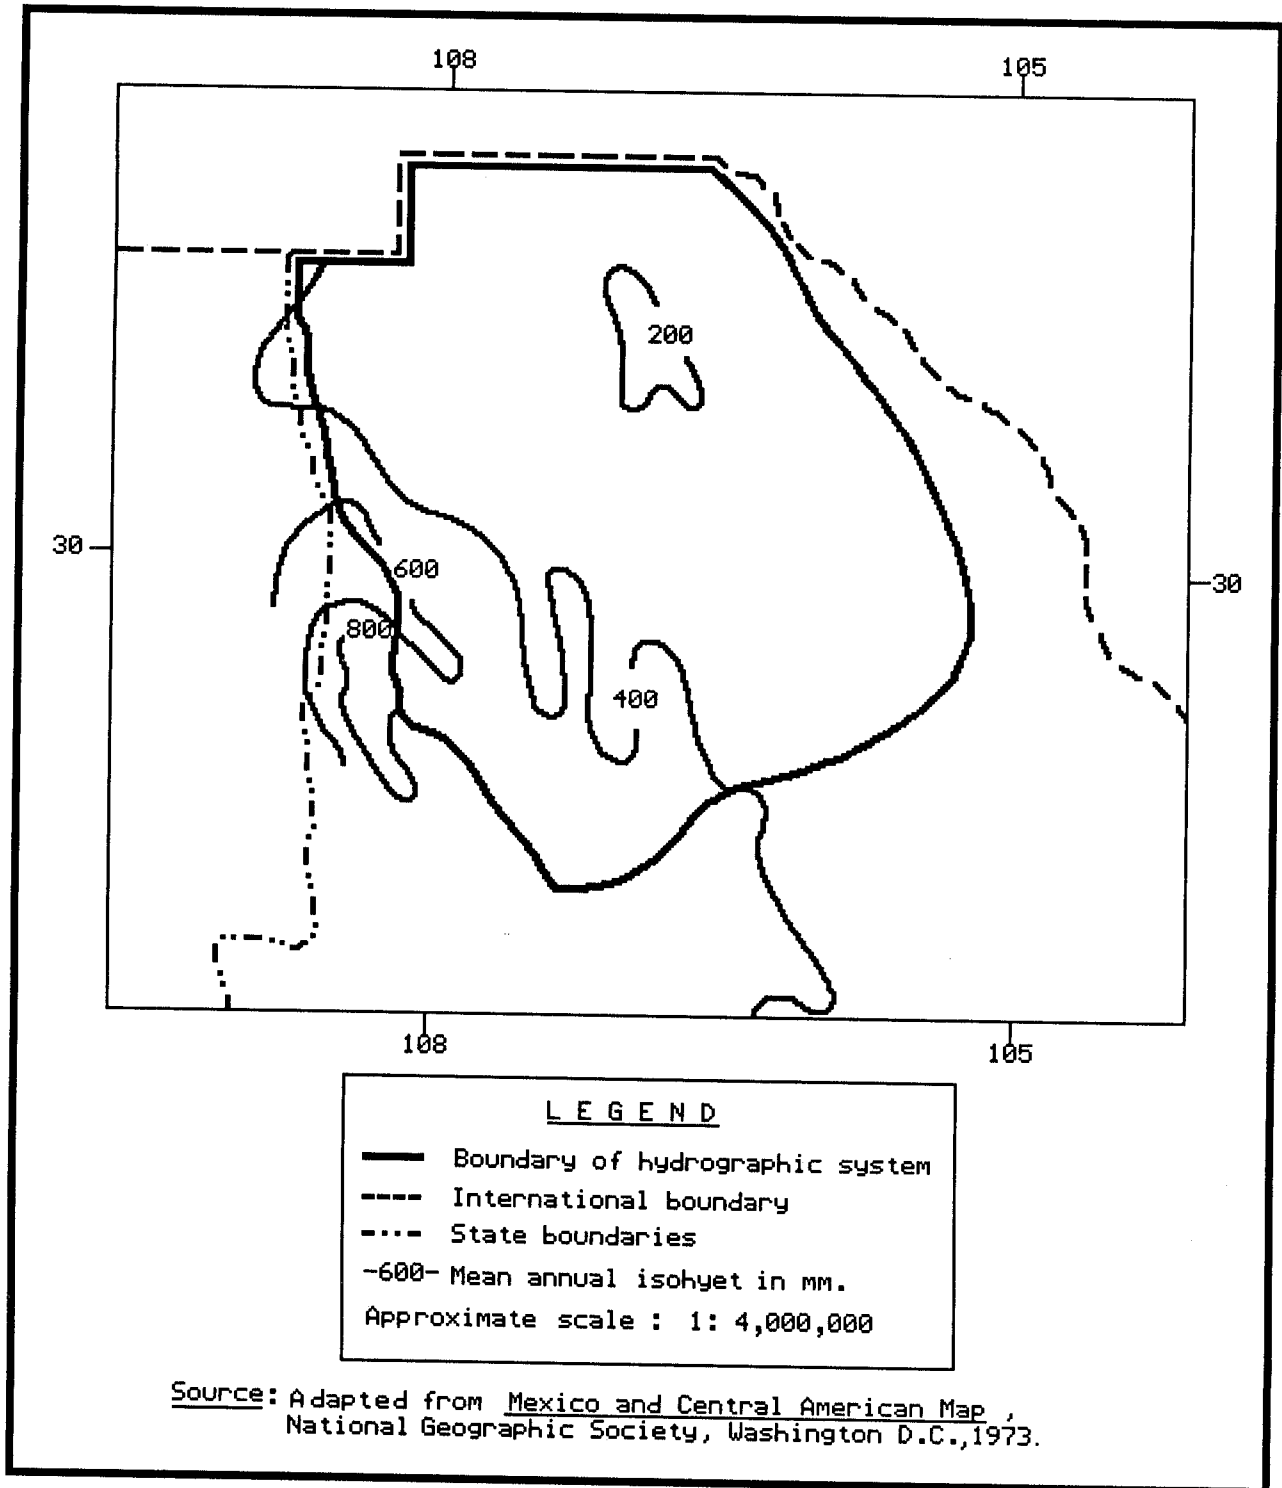 108
105
200
30
600
30
800
400
108
105
LEGEND
Boundary of hydrographic system
International boundary
State boundaries
-600- Mean annual isohyet in mm.
Approximate scale : 1: 4,000,000
Source: Adapted from Mexico and Central American Map ,
National Geographic Society, Washington D.C.,1973.